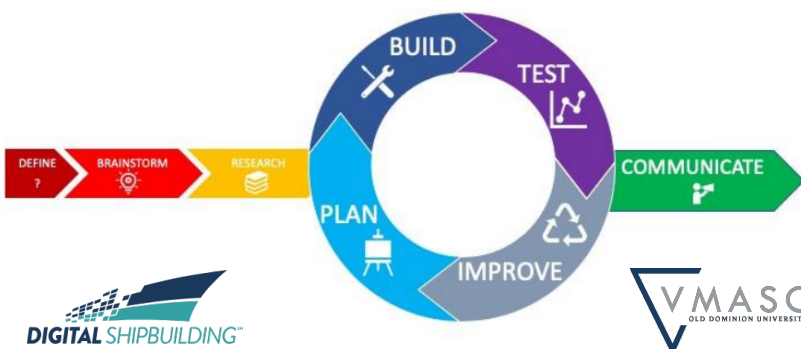 DEFINE
?
BRAINSTORM
RESEARCH
PLAN
BUILD
TEST
IMPROVE
COMMUNICATE
DIGITAL SHIPBUILDING
VMASC
OLD DOMINION UNIVERSITY